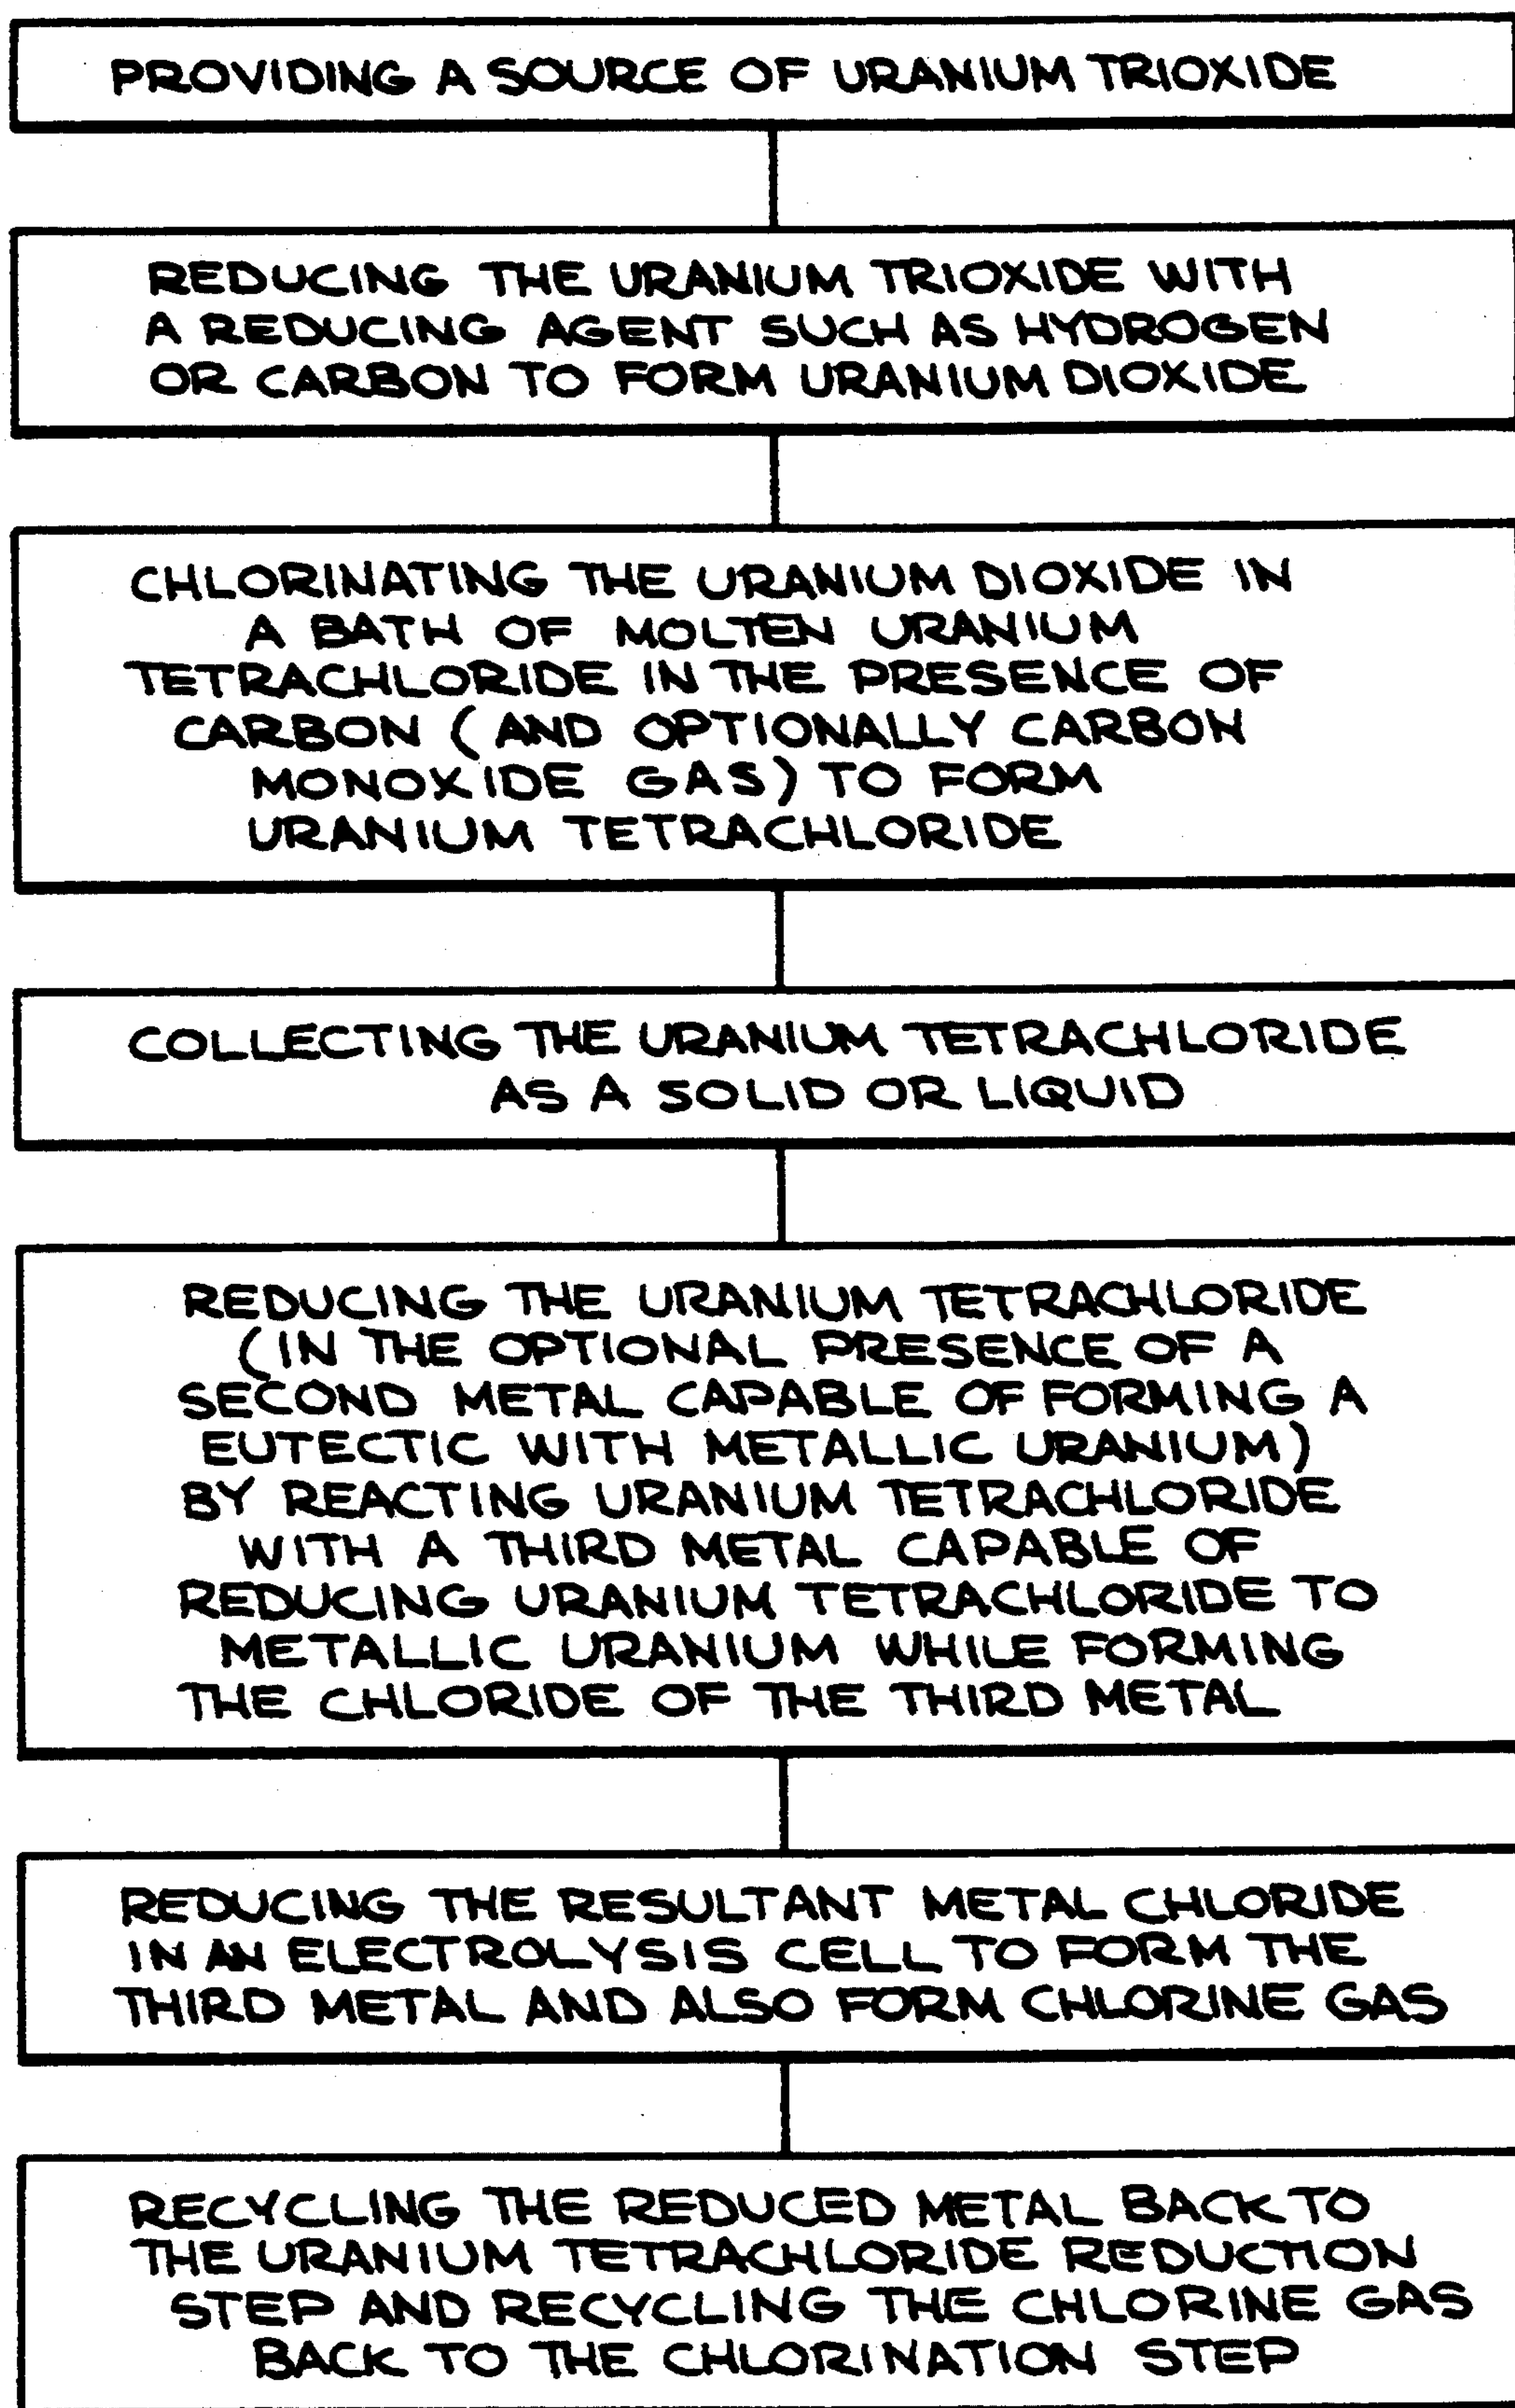 PROVIDING A SOURCE OF URANIUM TRIOXIDE
REDUCING THE URANIUM TRIOXIDE WITH
A REDUCING AGENT SUCH AS HYDROGEN
OR CARBON TO FORM URANIUM DIOXIDE
CHLORINATING THE URANIUM DIOXIDE IN
A BATH OF MOLTEN URANIUM
TETRACHLORIDE IN THE PRESENCE OF
CARBON (AND OPTIONALLY CARBON
MONOXIDE GAS) TO FORM
URANIUM TETRACHLORIDE
COLLECTING THE URANIUM TETRACHLORIDE
AS A SOLID OR LIQUID
REDUCING THE URANIUM TETRACHLORIDE
(IN THE OPTIONAL PRESENCE OF A
SECOND METAL CAPABLE OF FORMING A
EUTECTIC WITH METALLIC URANIUM)
BY REACTING URANIUM TETRACHLORIDE
WITH A THIRD METAL CAPABLE OF
REDUCING URANIUM TETRACHLORIDE TO
METALLIC URANIUM WHILE FORMING
THE CHLORIDE OF THE THIRD METAL
REDUCING THE RESULTANT METAL CHLORIDE
IN AN ELECTROLYSIS CELL TO FORM THE
THIRD METAL AND ALSO FORM CHLORINE GAS
RECYCLING THE REDUCED METAL BACK TO
THE URANIUM TETRACHLORIDE REDUCTION
STEP AND RECYCLING THE CHLORINE GAS
BACK TO THE CHLORINATION STEP